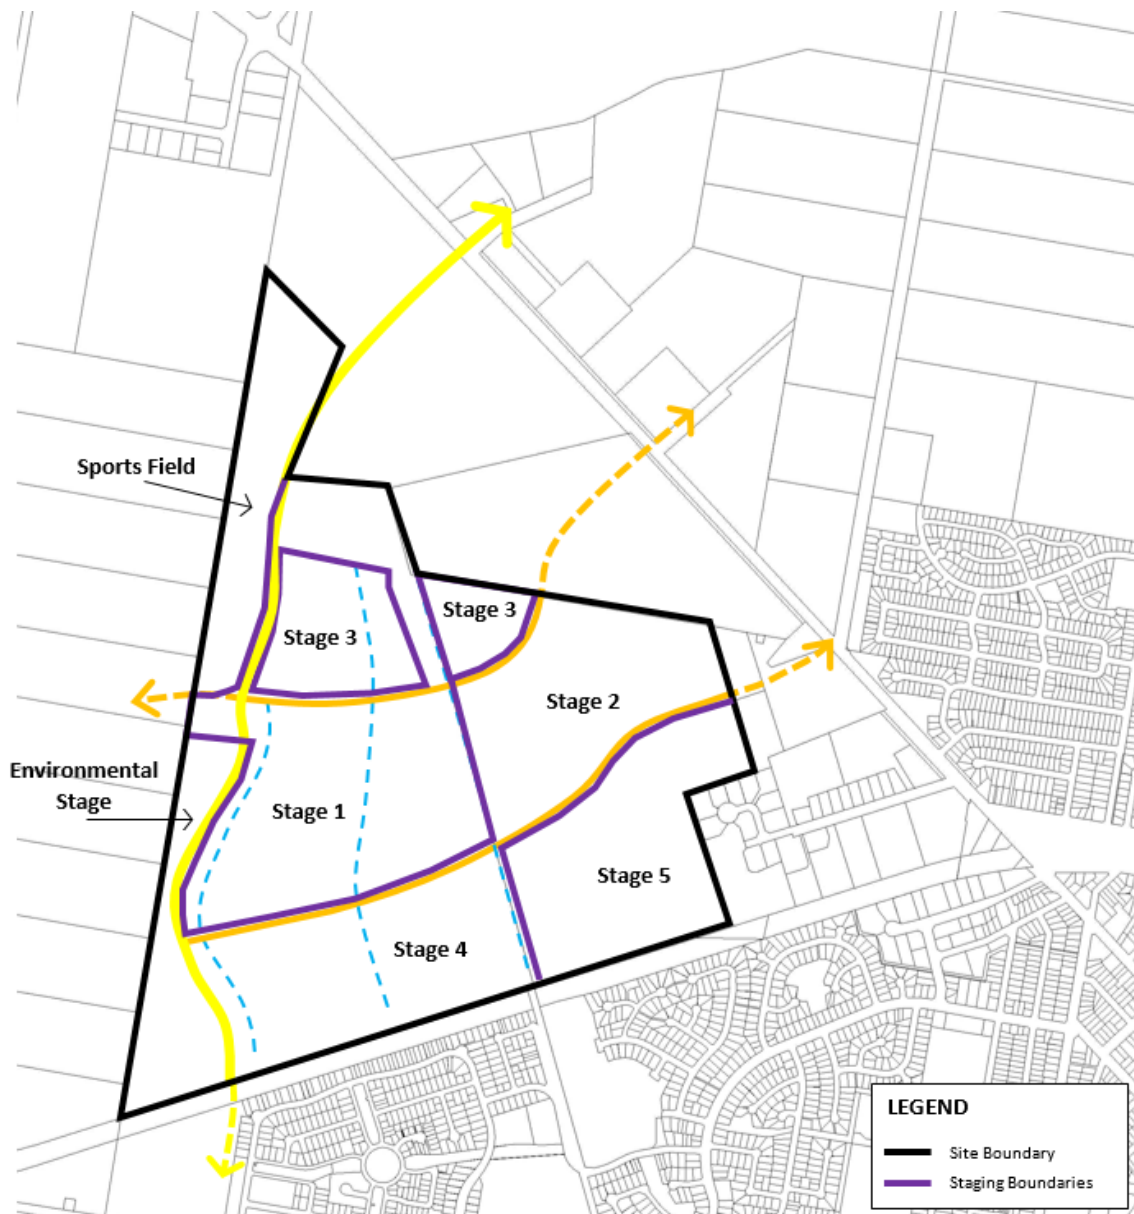 Sports Field
Stage 3
Stage 3
Stage 2
Environmental
Stage
Stage 1
Stage 5
Stage 4
LEGEND
Site Boundary
Staging Boundaries